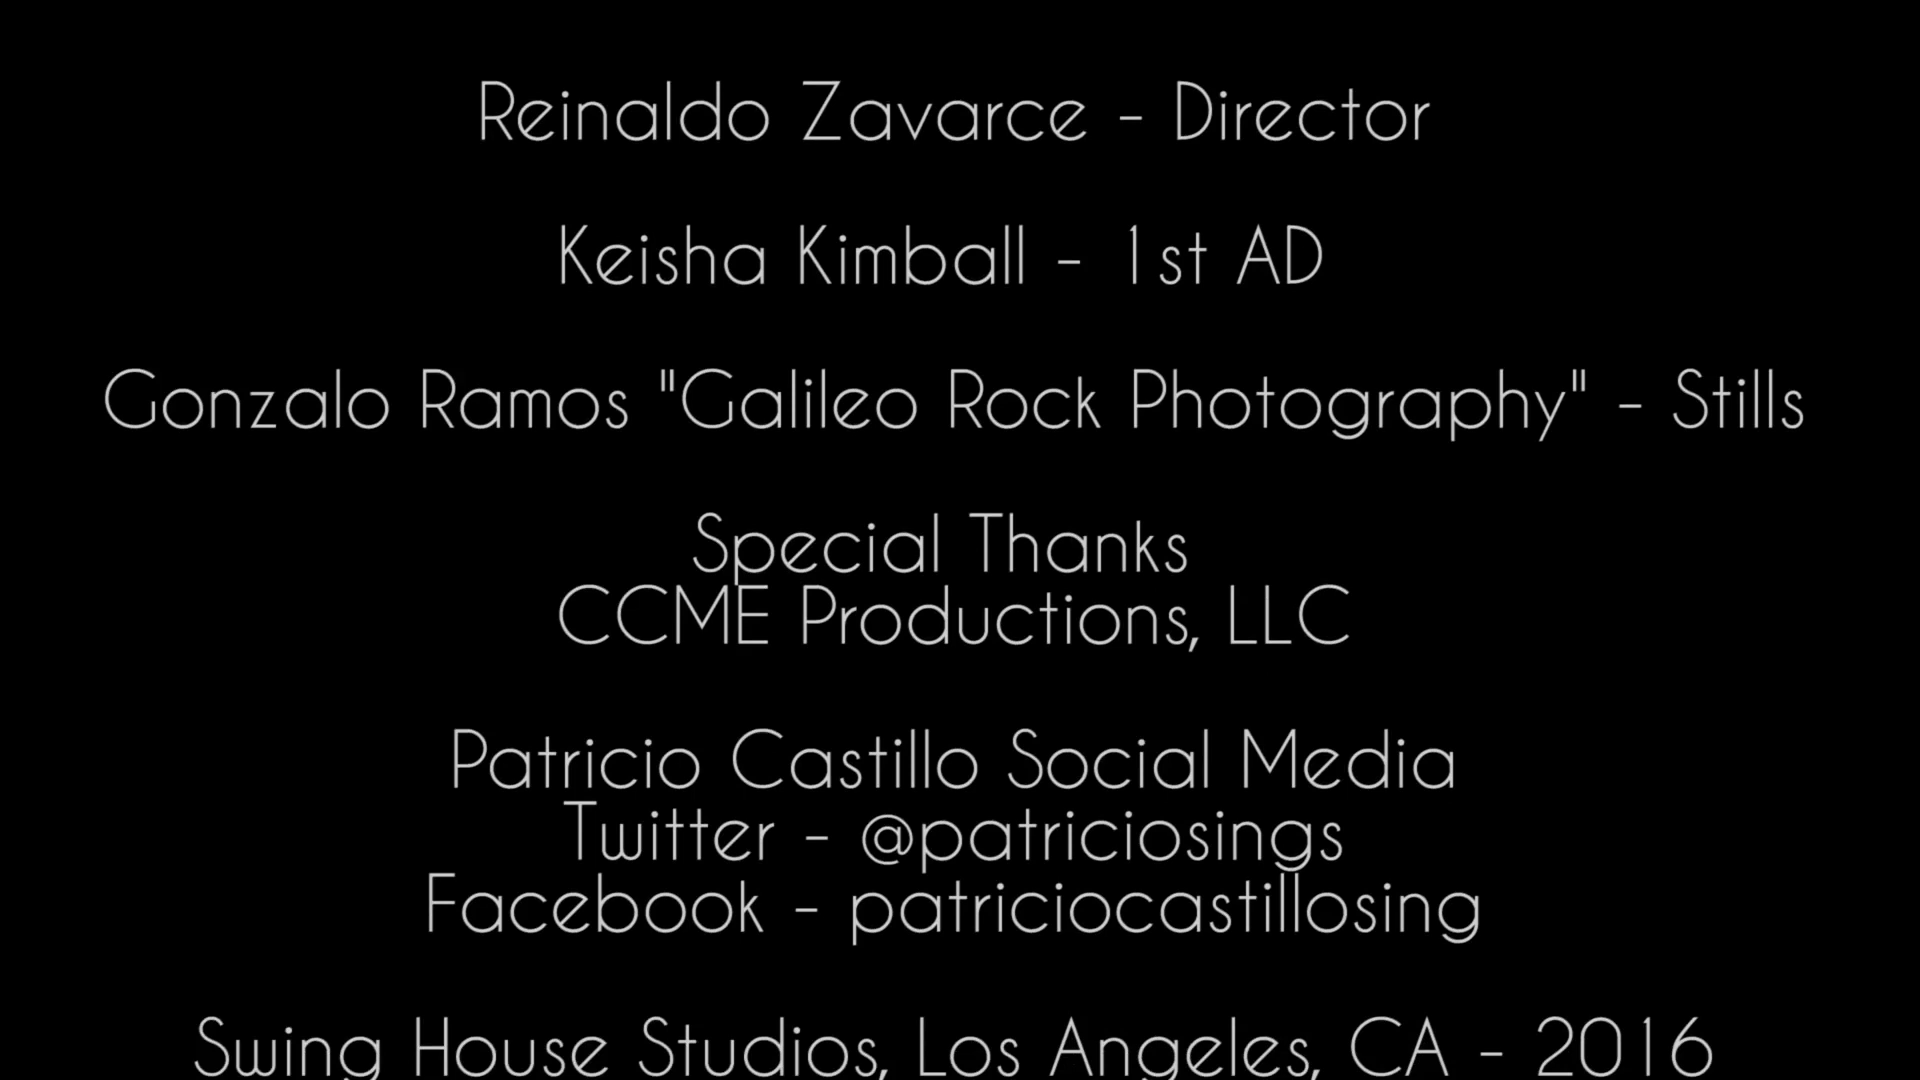 Reinaldo Zavarce - Director
Keisha Kimball - 1st AD
Gonzalo Ramos "Galileo Rock Photography" - Stills
Special Thanks
CCME Productions, LLC
Patricio Castillo Social Media
Twitter - @patriciosings
Facebook - patriciocastillosing
Swing House Studios, Los Angeles, CA - 2016